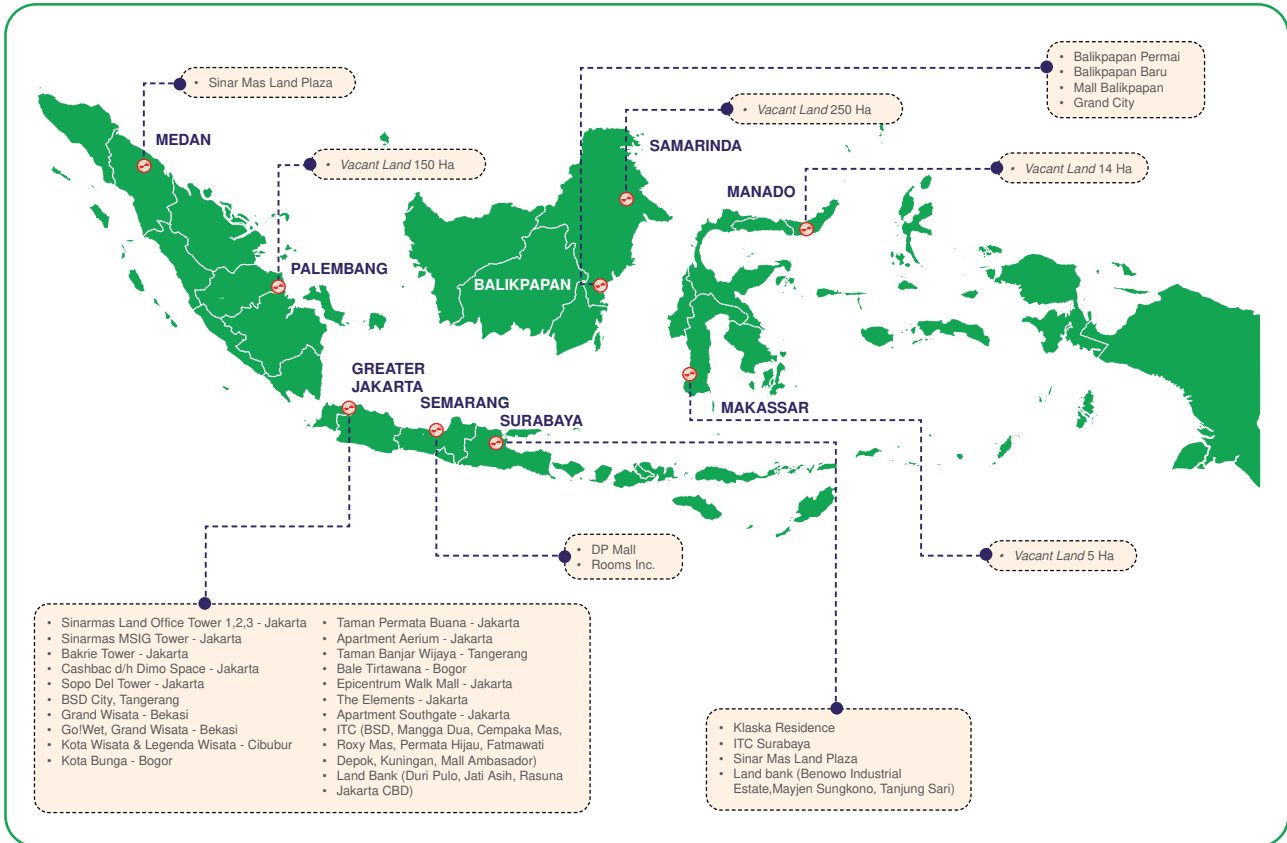 • Balikpapan Permai
• Balikpapan Baru
• Mall Balikpapan
• Grand City
• Sinar Mas Land Plaza
• Vacant Land 250 Ha
MEDAN
SAMARINDA
• Vacant Land 150 Ha
• Vacant Land 14 Ha
MANADO
PALEMBANG
BALIKPAPAN
GREATER
JAKARTA
SEMARANG
SURABAYA
MAKASSAR
• DP Mall
• Rooms Inc.
• Vacant Land 5 Ha
• Sinarmas Land Office Tower 1,2,3 - Jakarta
• Sinarmas MSIG Tower - Jakarta
• Bakrie Tower - Jakarta
• Cashbac d/h Dimo Space - Jakarta
• Sopo Del Tower - Jakarta
• BSD City, Tangerang
• Grand Wisata - Bekasi
• Go!Wet, Grand Wisata - Bekasi
• Kota Wisata & Legenda Wisata - Cibubur
• Kota Bunga - Bogor
• Taman Permata Buana - Jakarta
• Apartment Aerium - Jakarta
• Taman Banjar Wijaya - Tangerang
• Bale Tirtawana - Bogor
• Epicentrum Walk Mall - Jakarta
• The Elements - Jakarta
• Apartment Southgate - Jakarta
• ITC (BSD, Mangga Dua, Cempaka Mas,
• Roxy Mas, Permata Hijau, Fatmawati
• Depok, Kuningan, Mall Ambasador)
• Land Bank (Duri Pulo, Jati Asih, Rasuna
• Jakarta CBD)
• Klaska Residence
• ITC Surabaya
• Sinar Mas Land Plaza
• Land bank (Benowo Industrial
Estate,Mayjen Sungkono, Tanjung Sari)